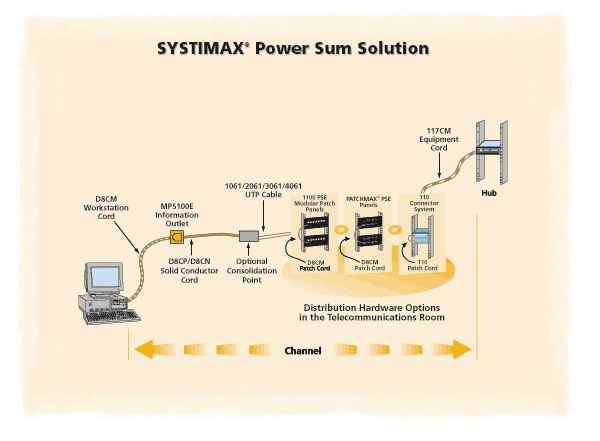 SYSTIMAX® Power Sum Solution
117CM
Equipment
Cord
Hub
1061/2061/3061/4061
UTP Cable
1100 PSE
Modular Patch
Panels
PATCHMAX® PSE
Panels
110
Connector
System
D8CM
Workstation
Cord
MPS100E
Information
Outlet
or
or
D8CP/D8CN
Solid Conductor
Cord
Optional
Consolidation
Point
D8CM
Patch Cord
D8CM
Patch Cord
110
Patch Cord
Distribution Hardware Options
in the Telecommunications Room
Channel